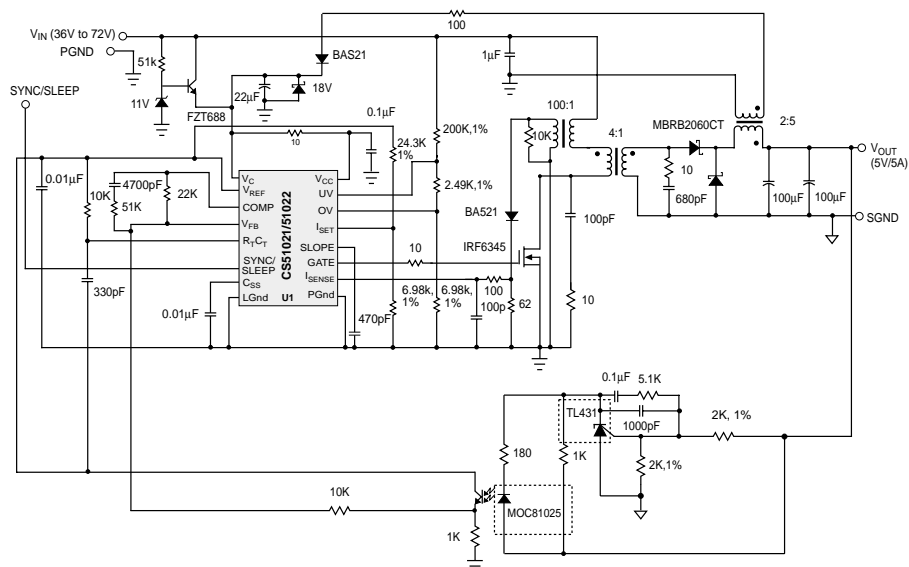 100
V_IN (36V to 72V)
PGND
SYNC/SLEEP
51k
11V
FZT688
22μF
18V
BAS21
1μF
100:1
10K
4:1
MBRB2060CT
2:5
V_OUT
(5V/5A)
SGND
0.1μF
10
24.3K
1%
200K,1%
2.49K,1%
BA521
IRF6345
100pF
10
680pF
100μF
100μF
0.01μF
10K
4700pF
51K
22K
330pF
0.01μF
V_C
V_REF
COMP
V_FB
R_TC_T
SYNC/
SLEEP
C_SS
LGnd
CS51021/51022
U1
V_CC
UV
OV
I_SET
SLOPE
GATE
I_SENSE
PGnd
10
470pF
6.98k,
1%
6.98k,
1%
100
100p
62
10
0.1μF
5.1K
TL431
1000pF
2K, 1%
2K,1%
180
1K
MOC81025
10K
1K